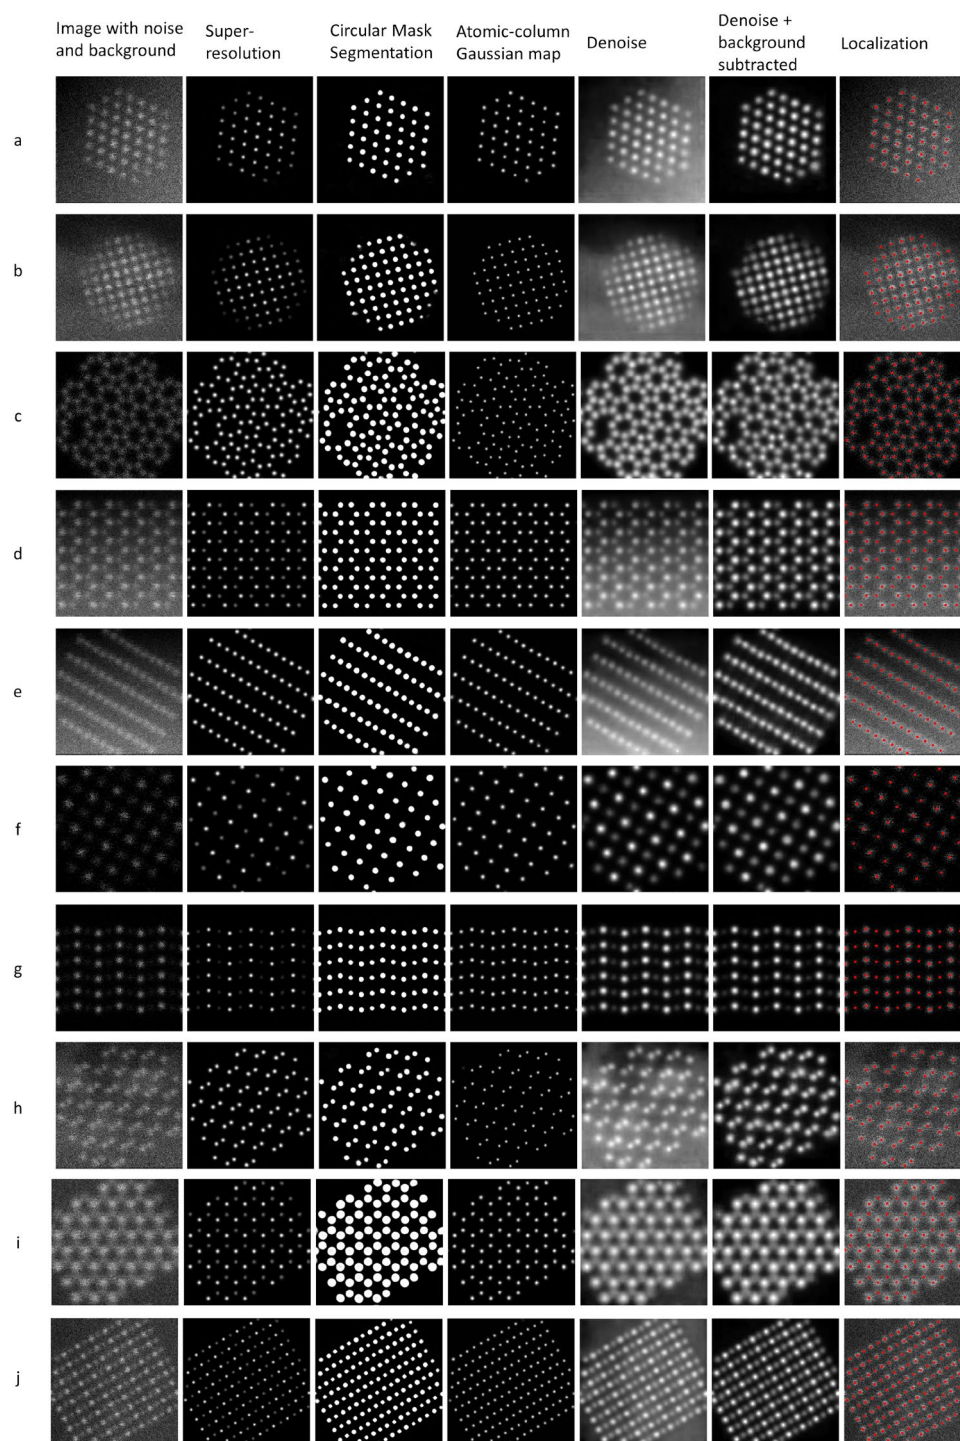 Image with noise
and background
Super-
resolution
Circular Mask
Segmentation
Atomic-column
Gaussian map
Denoise
Denoise +
background
subtracted
Localization
a
b
c
d
e
f
g
h
i
j